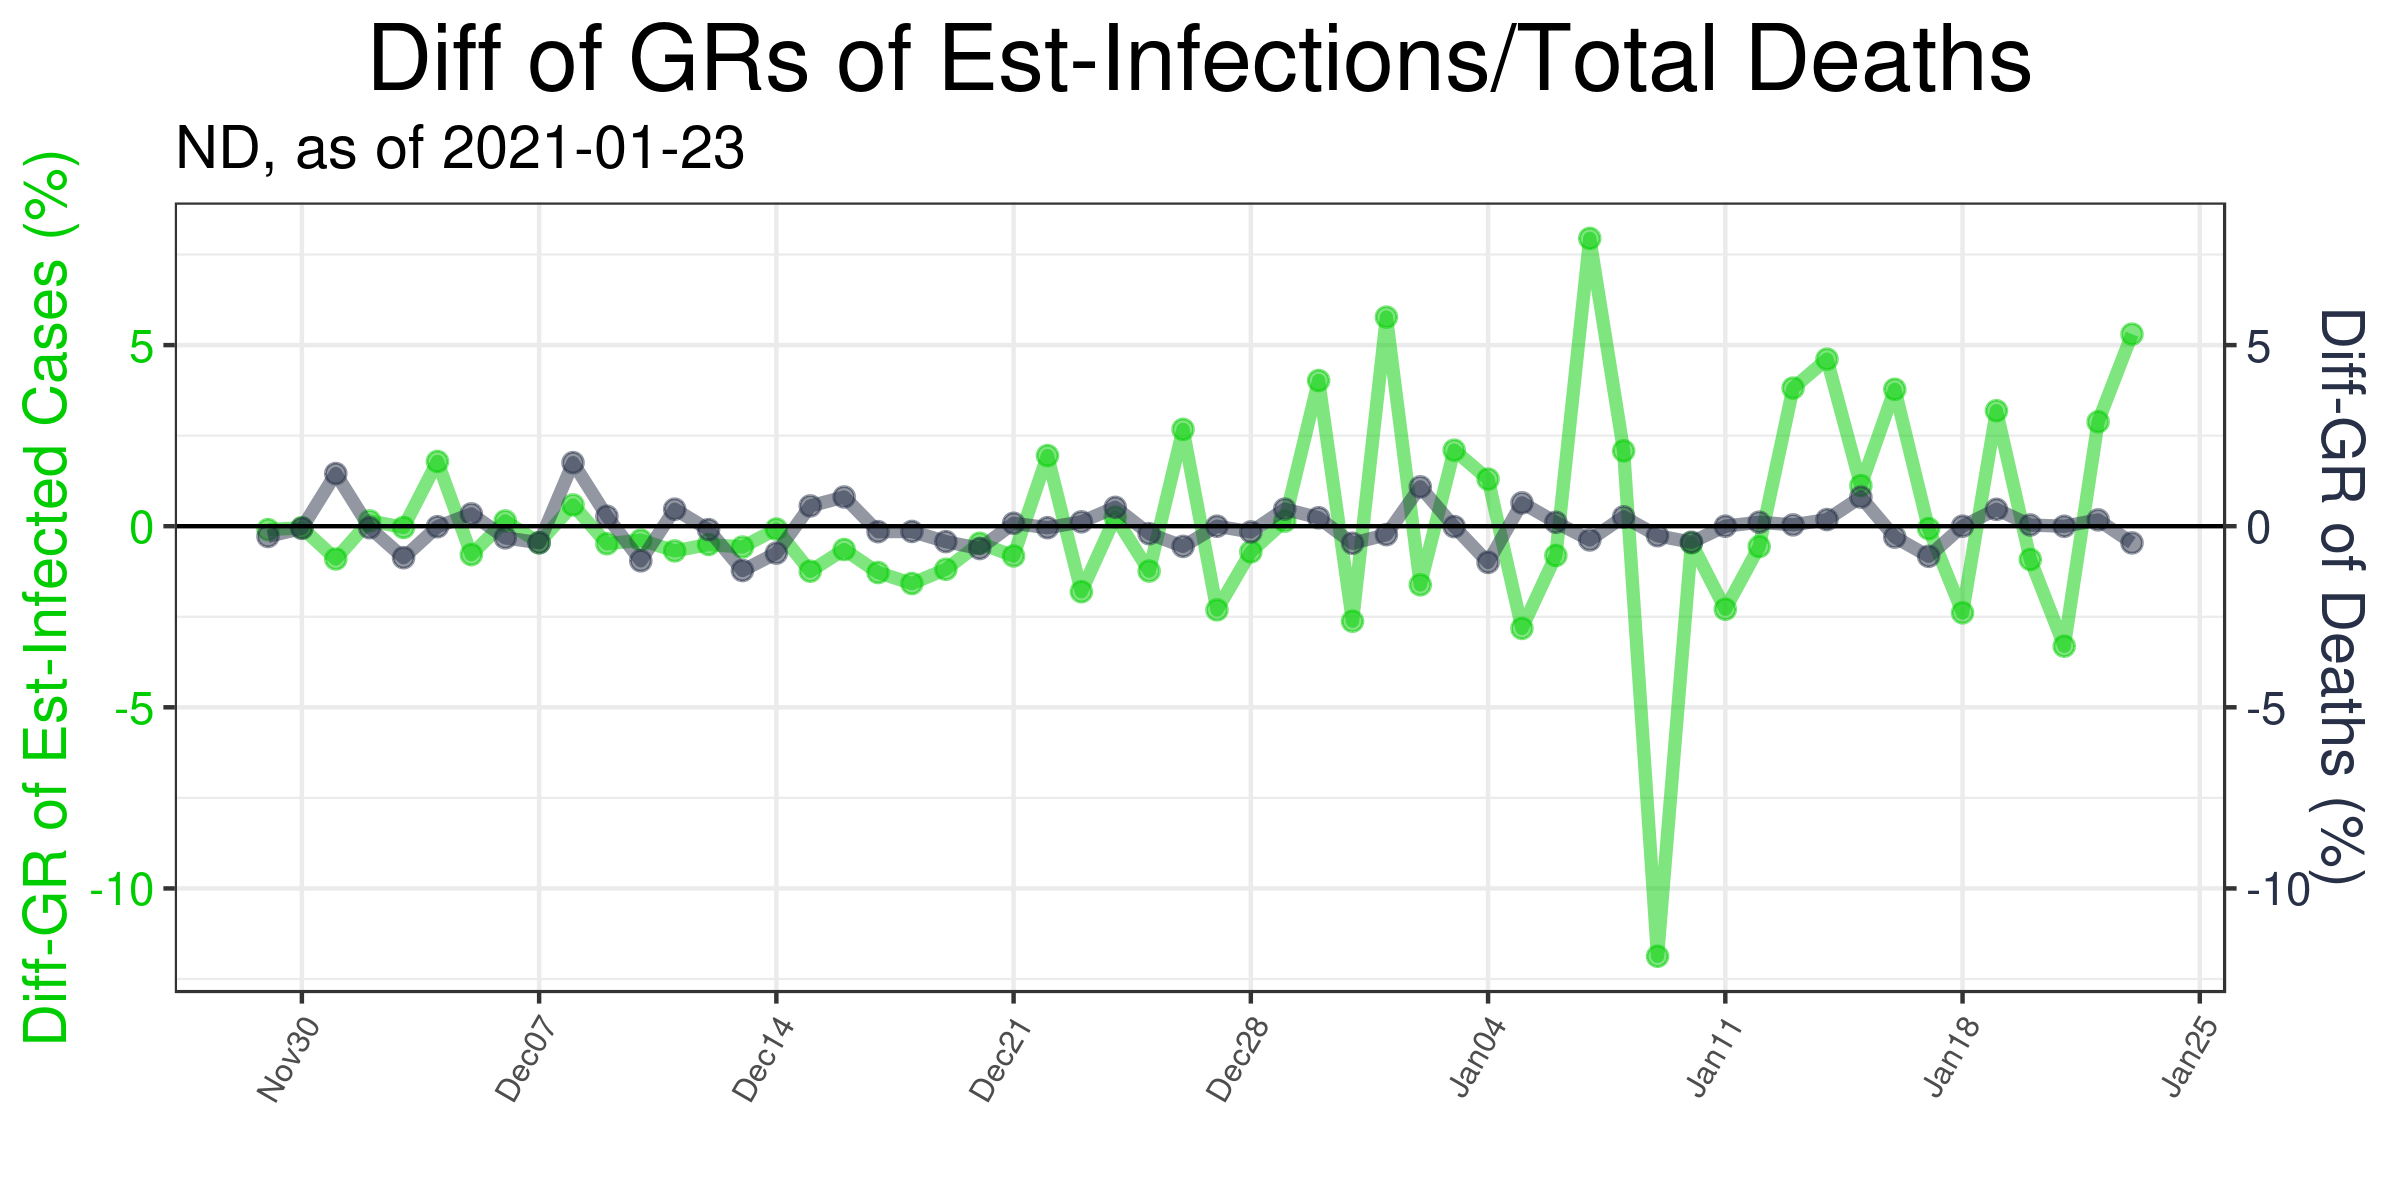 Diff of GRs of Est-Infections/Total Deaths
ND, as of 2021-01-23
Diff-GR of Est-Infected Cases (%)
5
0
-5
-10
5
0
-5
-10
Diff-GR of Deaths (%)
Nov30
Dec07
Dec14
Dec21
Dec28
Jan04
Jan11
Jan18
Jan25